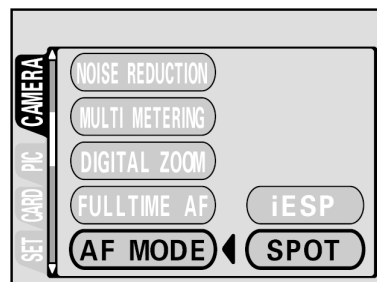 CAMERA
PIC
CARD
SET
NOISE REDUCTION
MULTI METERING
DIGITAL ZOOM
FULLTIME AF
iESP
AF MODE
SPOT